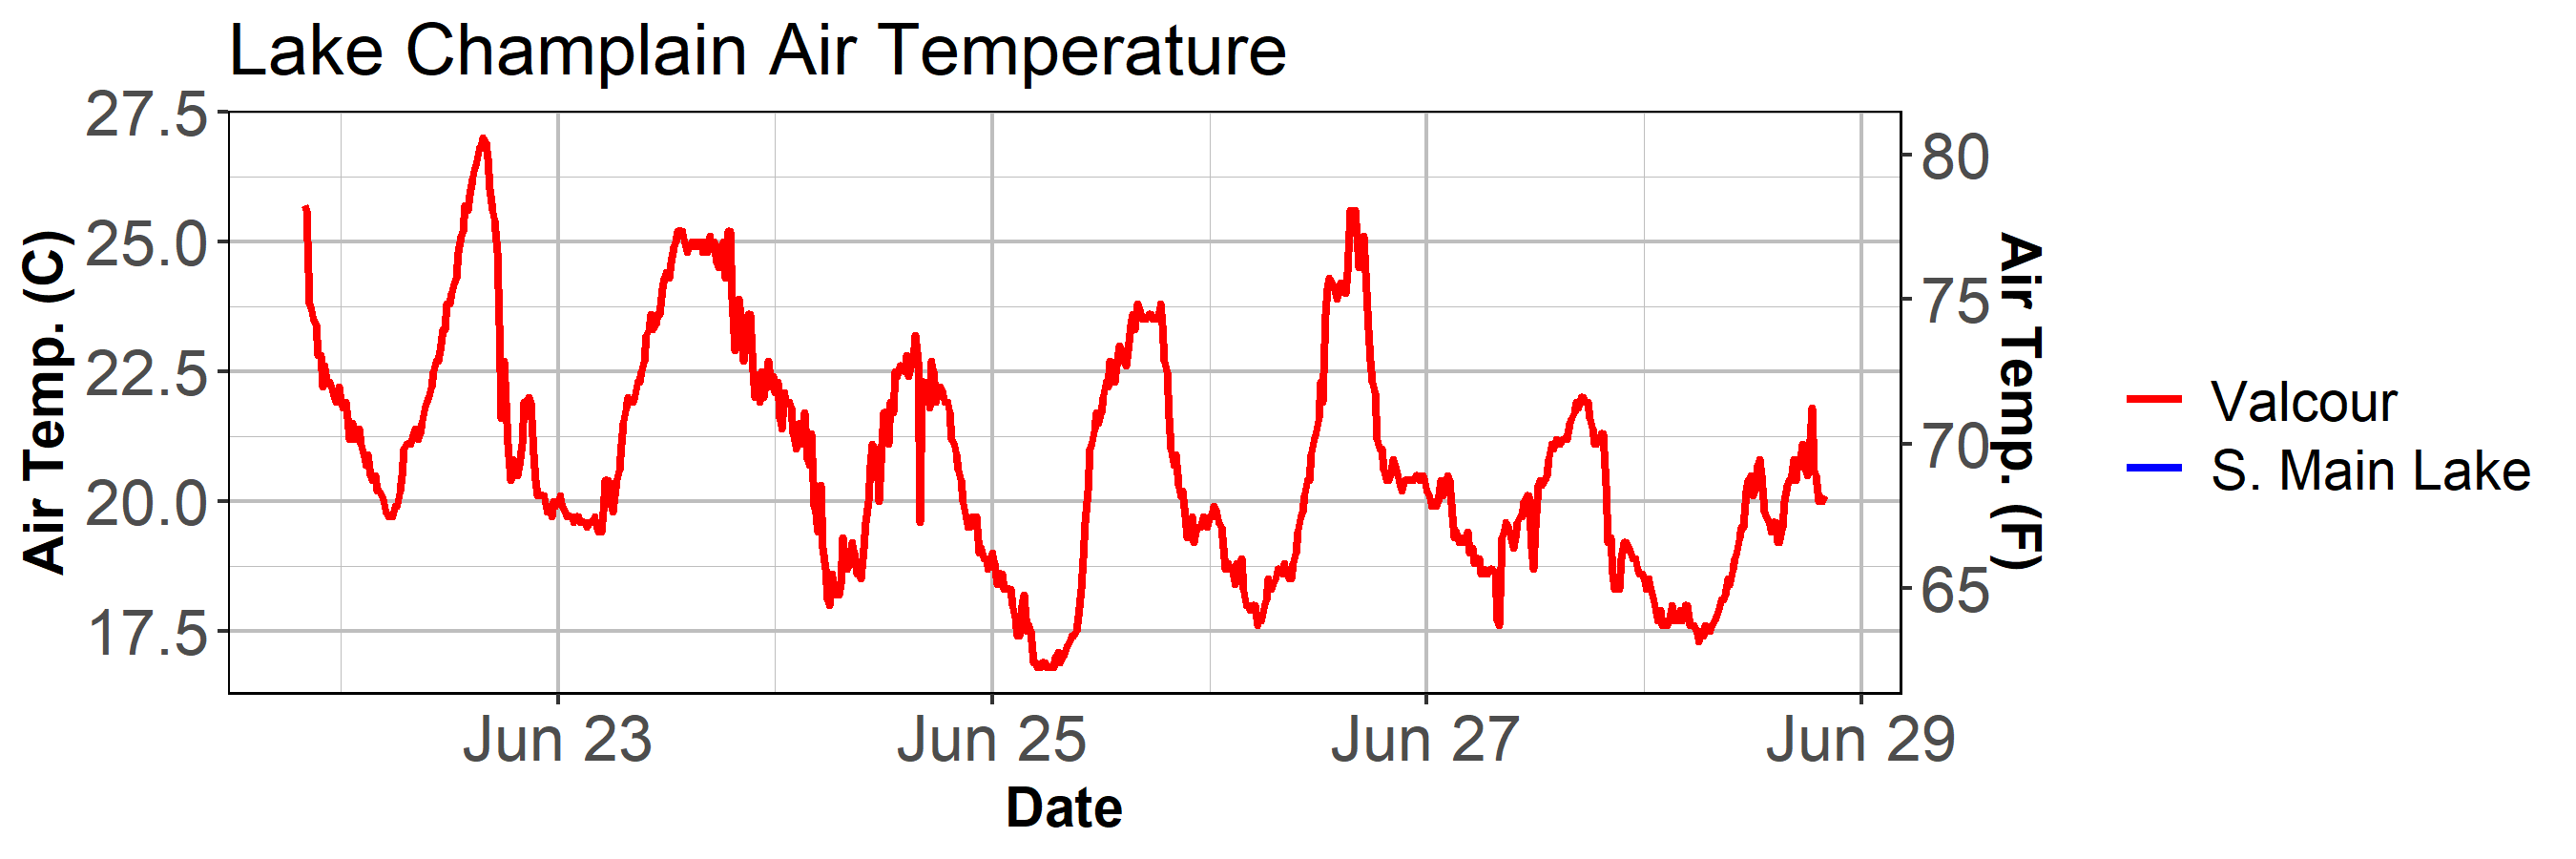 Lake Champlain Air Temperature
27.5
25.0
22.5
20.0
17.5
Air Temp. (C)
80
75
70
65
Air Temp. (F)
Jun 23
Jun 25
Jun 27
Jun 29
Date
Valcour
S. Main Lake